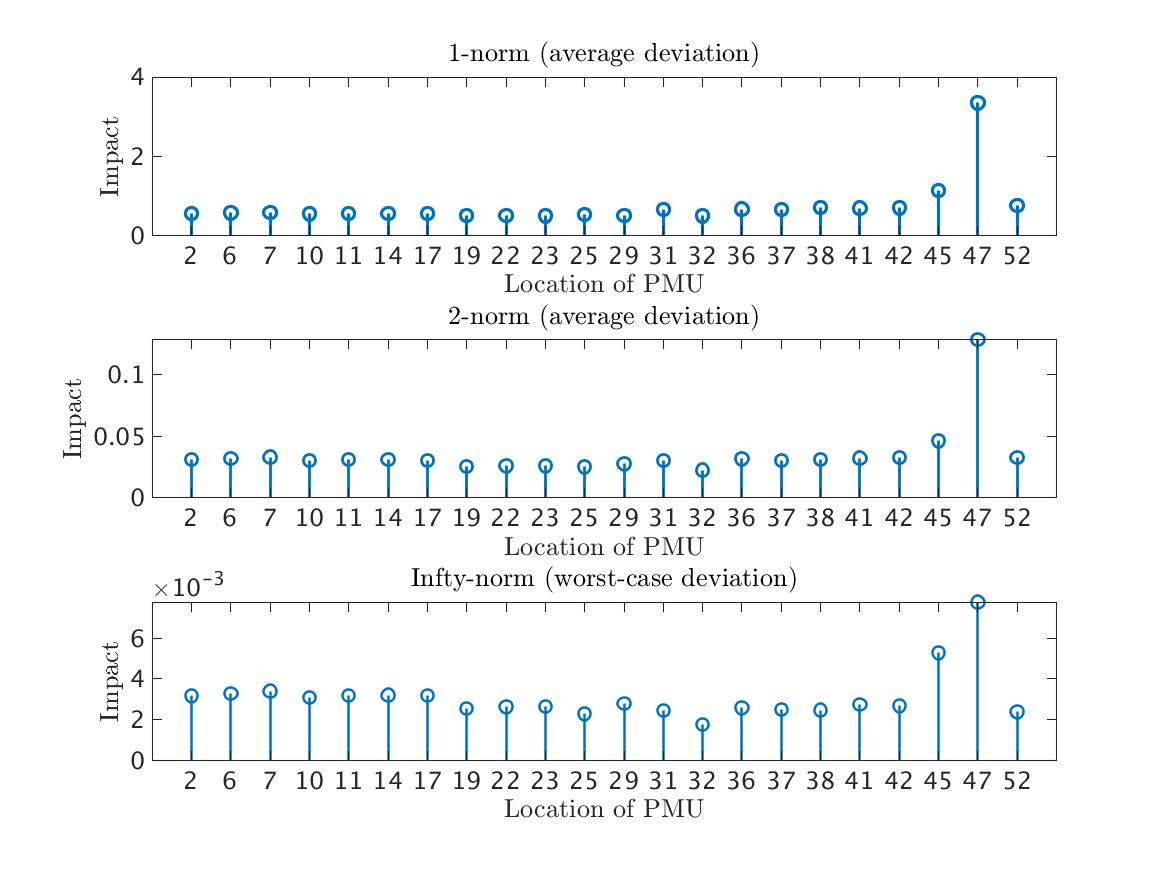 1-norm (average deviation)
4
2
0
Impact
2 6 7 10 11 14 17 19 22 23 25 29 31 32 36 37 38 41 42 45 47 52
Location of PMU
2-norm (average deviation)
0.1
0.05
0
Impact
2 6 7 10 11 14 17 19 22 23 25 29 31 32 36 37 38 41 42 45 47 52
Location of PMU
Infty-norm (worst-case deviation)
×10⁻³
6
4
2
0
Impact
2 6 7 10 11 14 17 19 22 23 25 29 31 32 36 37 38 41 42 45 47 52
Location of PMU